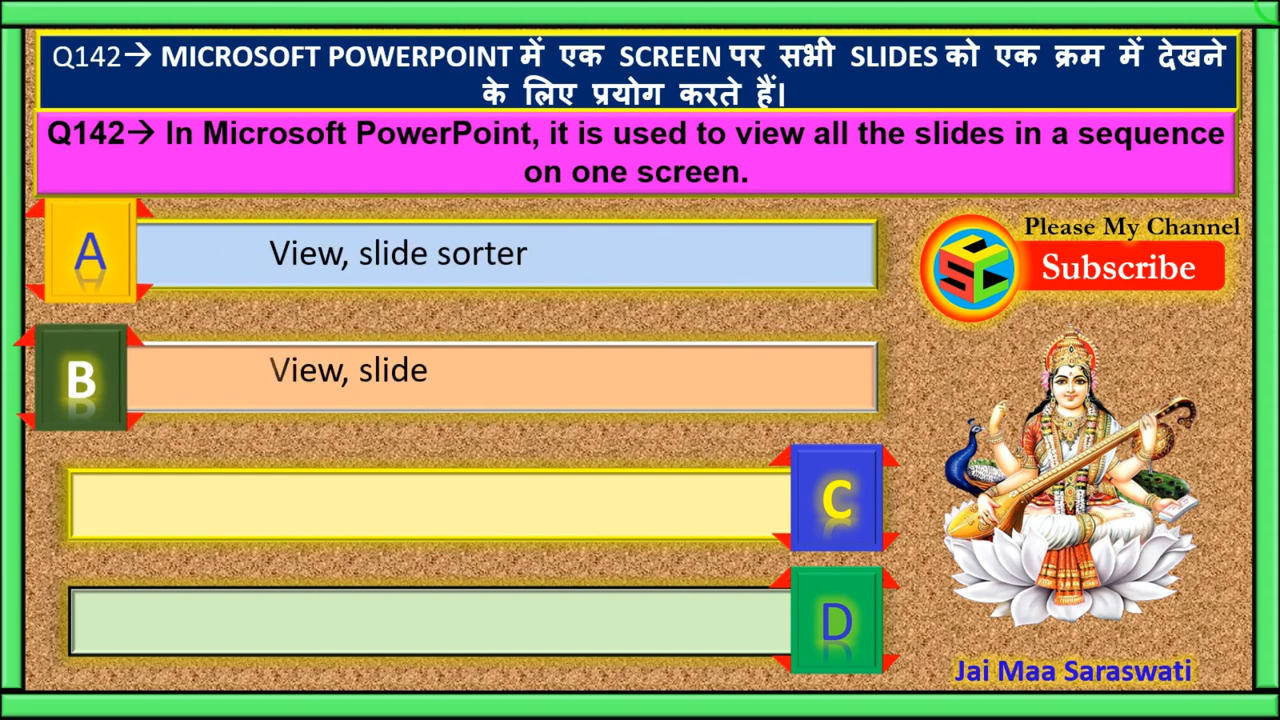 Q142→ MICROSOFT POWERPOINT में एक SCREEN पर सभी SLIDES को एक क्रम में देखने
के लिए प्रयोग करते हैं।
Q142→ In Microsoft PowerPoint, it is used to view all the slides in a sequence
on one screen.
A
View, slide sorter
Please My Channel
Subscribe
SCC
B
View, slide
C
D
Jai Maa Saraswati